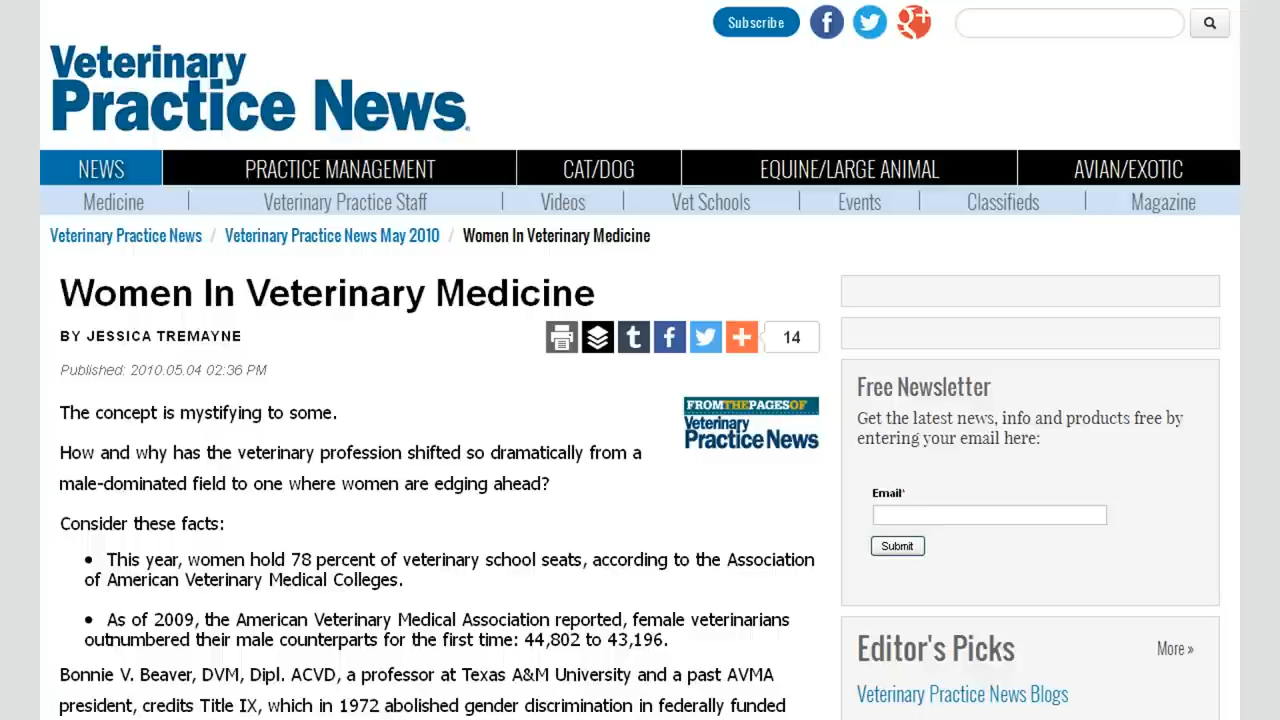 Subscribe
Veterinary
Practice News
NEWS PRACTICE MANAGEMENT CAT/DOG EQUINE/LARGE ANIMAL AVIAN/EXOTIC
Medicine Veterinary Practice Staff Videos Vet Schools Events Classifieds Magazine
Veterinary Practice News / Veterinary Practice News May 2010 / Women In Veterinary Medicine
Women In Veterinary Medicine
BY JESSICA TREMAYNE
14
Published: 2010.05.04 02:36 PM
FROMTHEPAGESOF
Veterinary
Practice News
The concept is mystifying to some.
How and why has the veterinary profession shifted so dramatically from a
male-dominated field to one where women are edging ahead?
Consider these facts:
• This year, women hold 78 percent of veterinary school seats, according to the Association
of American Veterinary Medical Colleges.
• As of 2009, the American Veterinary Medical Association reported, female veterinarians
outnumbered their male counterparts for the first time: 44,802 to 43,196.
Bonnie V. Beaver, DVM, Dipl. ACVD, a professor at Texas A&M University and a past AVMA
president, credits Title IX, which in 1972 abolished gender discrimination in federally funded
Free Newsletter
Get the latest news, info and products free by
entering your email here:
Email*
Submit
Editor's Picks
More »
Veterinary Practice News Blogs